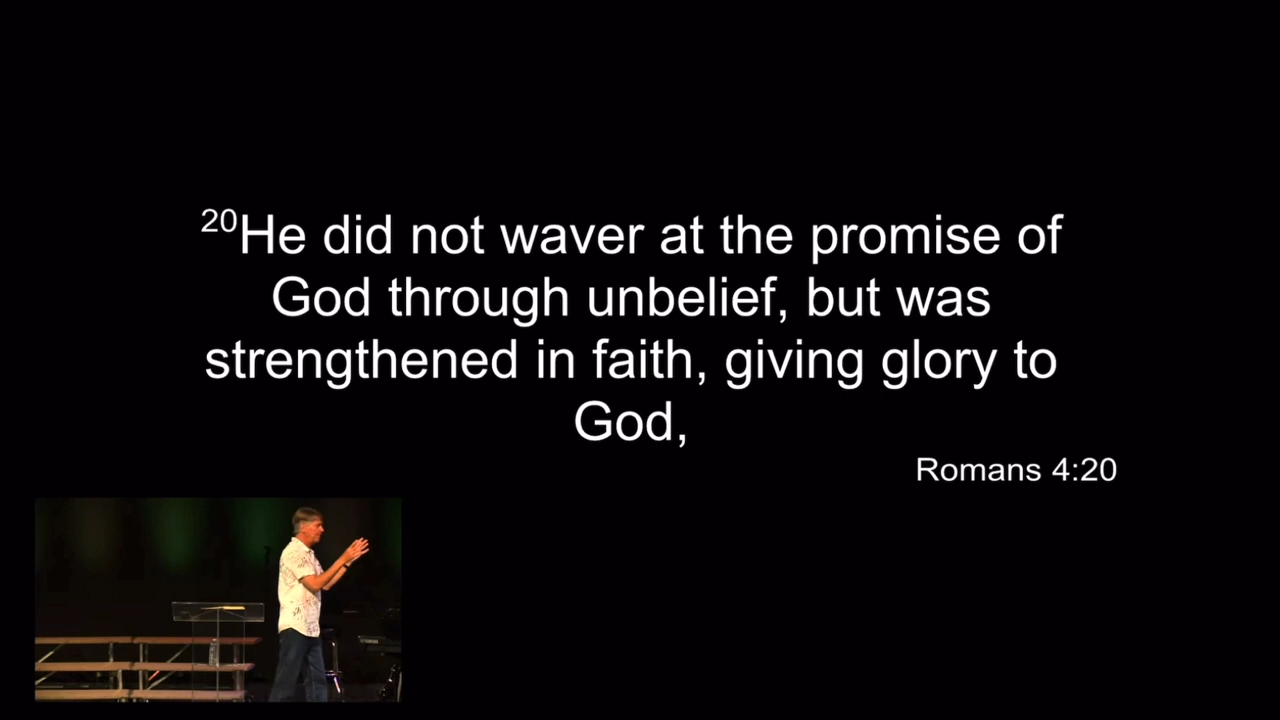 20He did not waver at the promise of
God through unbelief, but was
strengthened in faith, giving glory to
God,
Romans 4:20